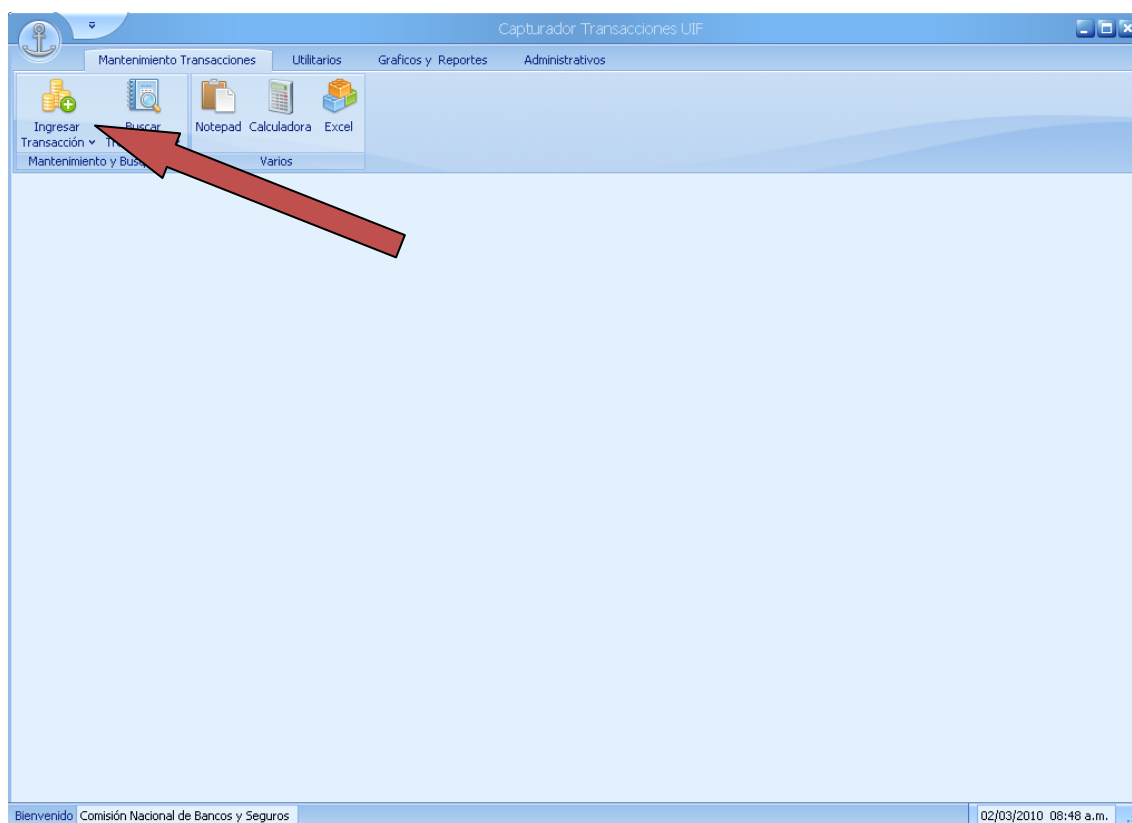 Capturador Transacciones UIF
Mantenimiento Transacciones Utilitarios Graficos y Reportes Administrativos
Ingresar Buscar Notepad Calculadora Excel
Transacción
Mantenimiento y Varios
Bienvenido Comisión Nacional de Bancos y Seguros 02/03/2010 08:48 a.m.